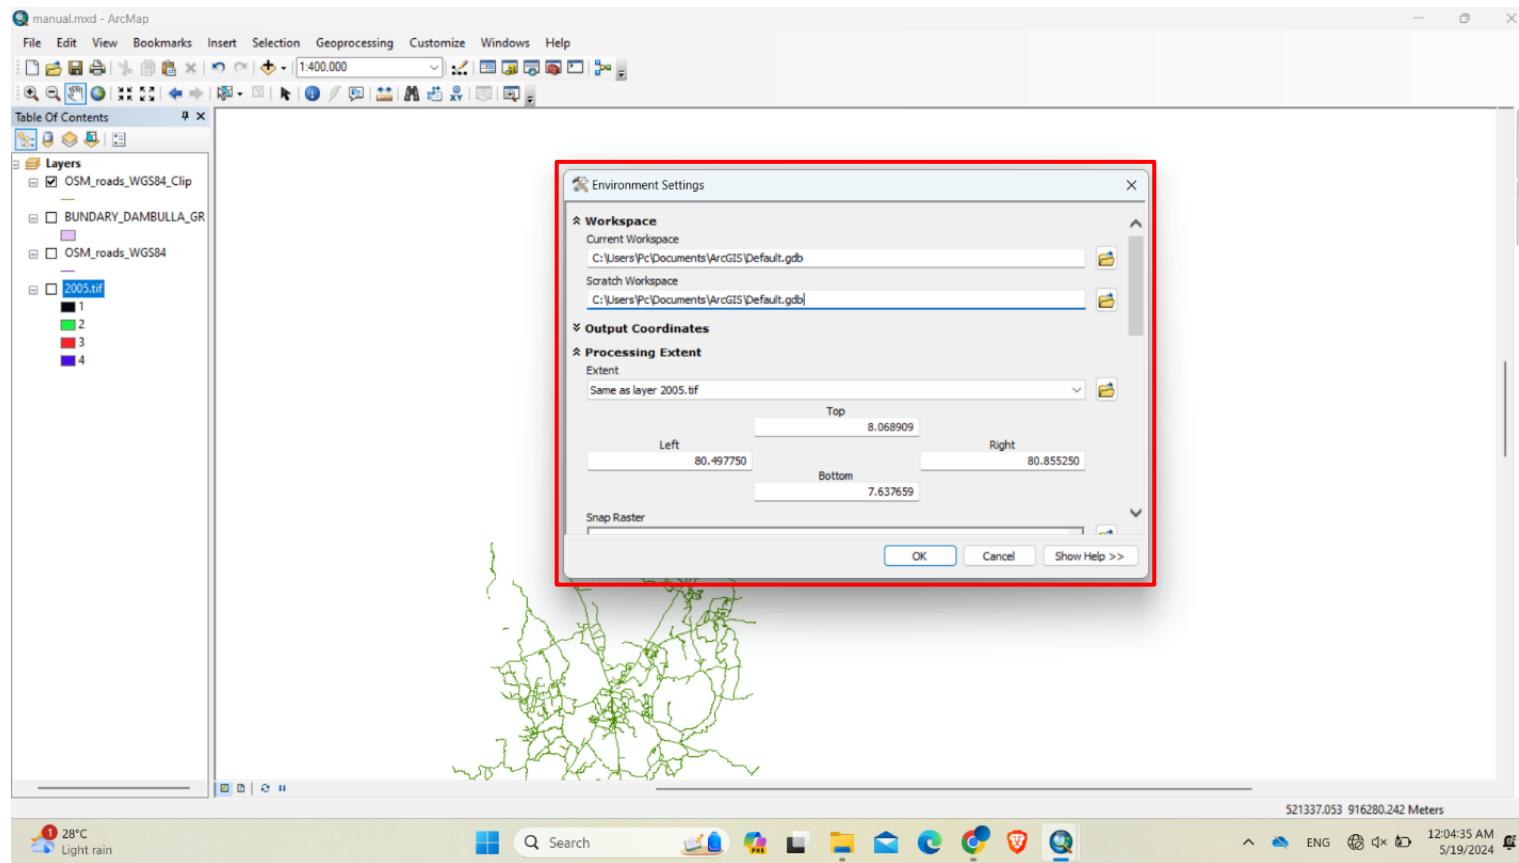 manual.mxd - ArcMap
File Edit View Bookmarks Insert Selection Geoprocessing Customize Windows Help
1:400,000
Table Of Contents
Layers
OSM_roads_WGS84_Clip
BUNDARY_DAMBULLA_GR
OSM_roads_WGS84
2005.tif
1
2
3
4
Environment Settings
Workspace
Current Workspace
C:\Users\Pc\Documents\ArcGIS\Default.gdb
Scratch Workspace
C:\Users\Pc\Documents\ArcGIS\Default.gdb
Output Coordinates
Processing Extent
Extent
Same as layer 2005.tif
Top
8.068909
Left Right
80.497750 80.855250
Bottom
7.637659
Snap Raster
OK Cancel Show Help >>
521337.053 916280.242 Meters
1
28°C
Light rain
Search
PRE
ENG
12:04:35 AM
5/19/2024